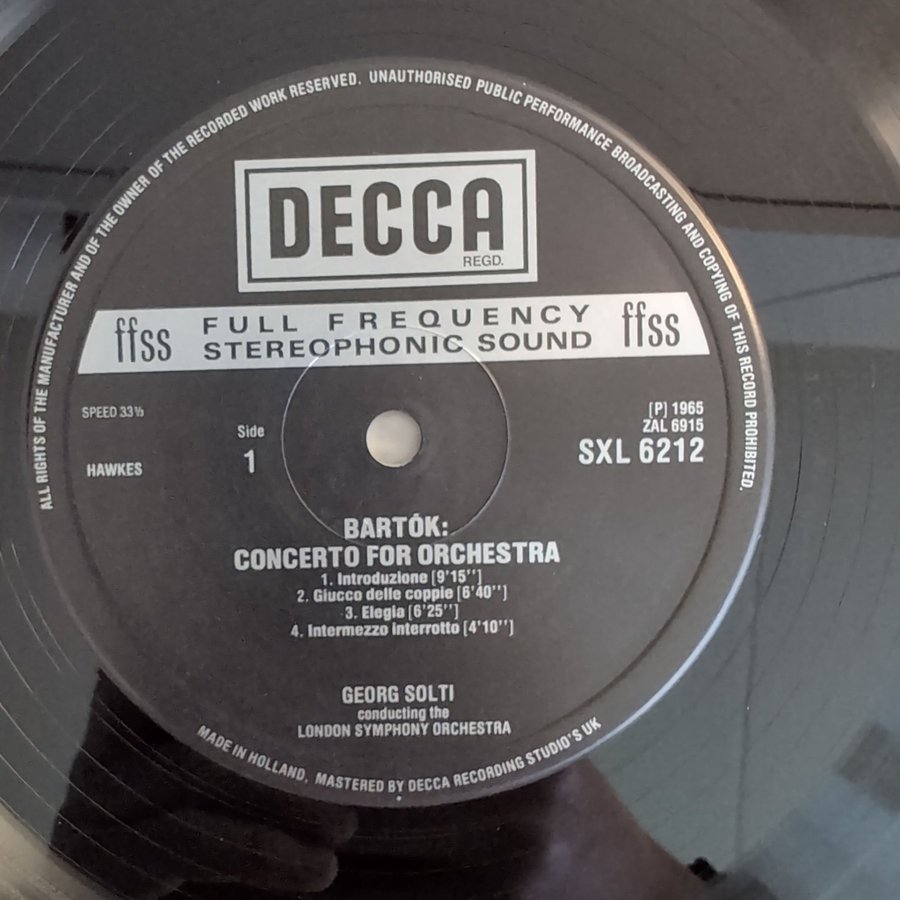 ALL RIGHTS OF THE MANUFACTURER AND OF THE OWNER OF THE RECORDED WORK RESERVED. UNAUTHORISED PUBLIC PERFORMANCE BROADCASTING AND COPYING OF THIS RECORD PROHIBITED.
DECCA
REGD.
ffss FULL FREQUENCY STEREOPHONIC SOUND ffss
SPEED 33⅓
[P] 1965
ZAL 6915
Side
1
SXL 6212
HAWKES
BARTÓK:
CONCERTO FOR ORCHESTRA
1. Introduzione [9'15'']
2. Giucco delle coppie [6'40'']
3. Elegia [6'25'']
4. Intermezzo interrotto [4'10'']
GEORG SOLTI
conducting the
LONDON SYMPHONY ORCHESTRA
MADE IN HOLLAND, MASTERED BY DECCA RECORDING STUDIO'S UK